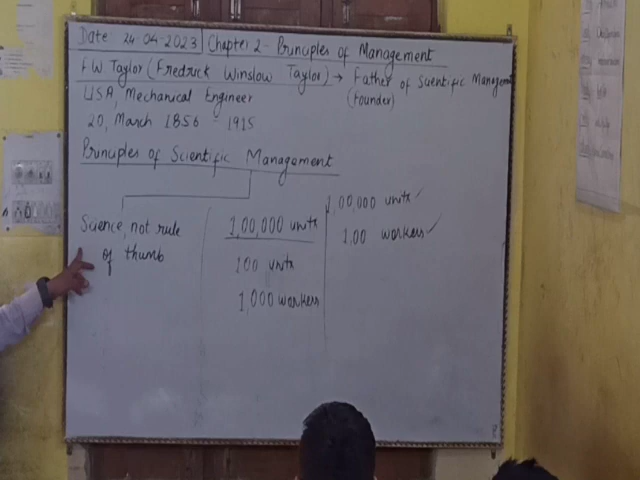 Date 24-04-2023 | Chapter 2 - Principles of Management
F W Taylor (Fredrick Winslow Taylor) → Father of Scientific Management
(Founder)
USA, Mechanical Engineer
20, March 1856 - 1915
Principles of Scientific Management
Science, not rule
of thumb
1,00,000 units
100 units
1,000 workers
1,00,000 units ✓
1.00 workers ✓